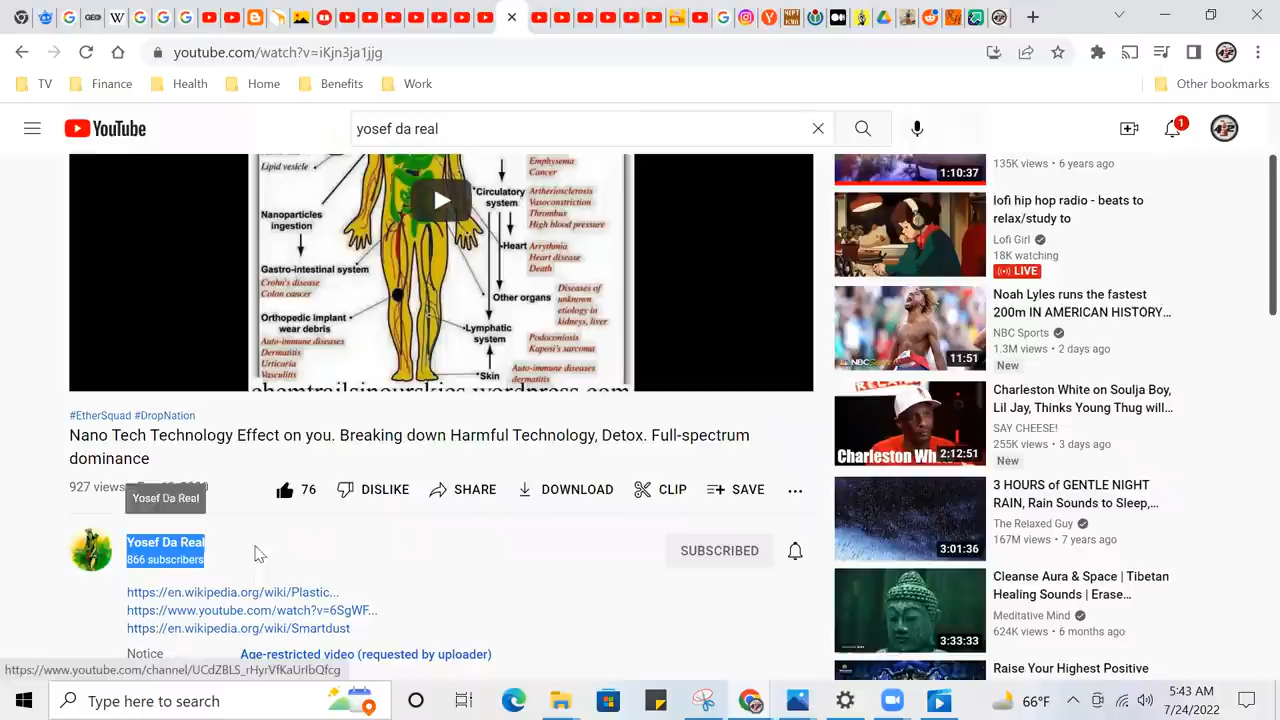 youtube.com/watch?v=iKjn3ja1jjg
TV
Finance
Health
Home
Benefits
Work
Other bookmarks
YouTube
yosef da real
1
Lipid vesicle
Nanoparticles
ingestion
Gastro-intestinal system
Crohn's disease
Colon cancer
Orthopedic implant
wear debris
Auto-immune diseases
Dermatitis
Urticaria
Vasculitis
Emphysema
Cancer
Circulatory
system
Artheriosclerosis
Vasoconstriction
Thrombus
High blood pressure
Heart
Arrythmia
Heart disease
Death
Other organs
Diseases of
unknown
etiology in
kidneys, liver
Lymphatic
system
Podoconiosis
Kaposi's sarcoma
Skin
Auto-immune diseases
dermatitis
#EtherSquad #DropNation
Nano Tech Technology Effect on you. Breaking down Harmful Technology, Detox. Full-spectrum
dominance
927 views
Yosef Da Real
76
DISLIKE
SHARE
DOWNLOAD
CLIP
SAVE
Yosef Da Real
866 subscribers
SUBSCRIBED
https://en.wikipedia.org/wiki/Plastic...
https://www.youtube.com/watch?v=6SgWF...
https://en.wikipedia.org/wiki/Smartdust
Notice
Age-restricted video (requested by uploader)
135K views • 6 years ago
1:10:37
lofi hip hop radio - beats to
relax/study to
Lofi Girl
18K watching
LIVE
Noah Lyles runs the fastest
200m IN AMERICAN HISTORY...
NBC Sports
1.3M views • 2 days ago
New
11:51
Charleston White on Soulja Boy,
Lil Jay, Thinks Young Thug will...
SAY CHEESE!
255K views • 3 days ago
New
2:12:51
3 HOURS of GENTLE NIGHT
RAIN, Rain Sounds to Sleep,...
The Relaxed Guy
167M views • 7 years ago
3:01:36
Cleanse Aura & Space | Tibetan
Healing Sounds | Erase...
Meditative Mind
624K views • 6 months ago
3:33:33
Raise Your Highest Positive
Type here to search
66°F
5:43 AM
7/24/2022